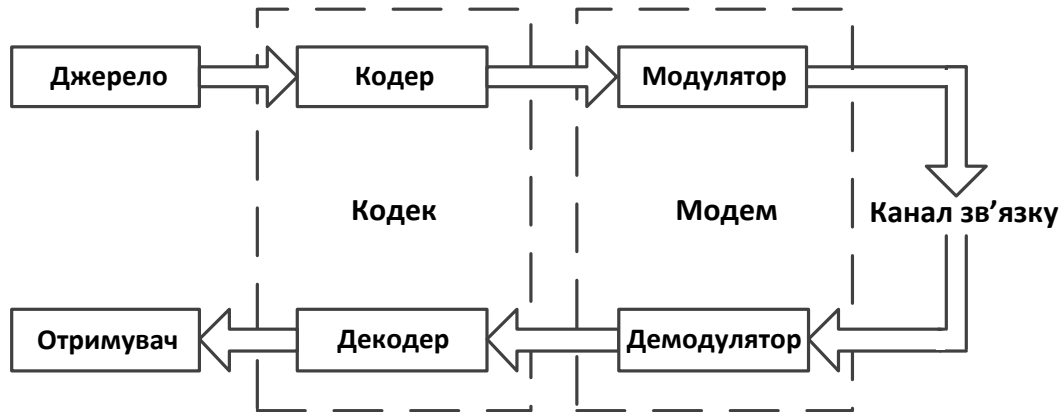 Джерело
Кодер
Модулятор
Кодек
Модем
Канал зв’язку
Отримувач
Декодер
Демодулятор